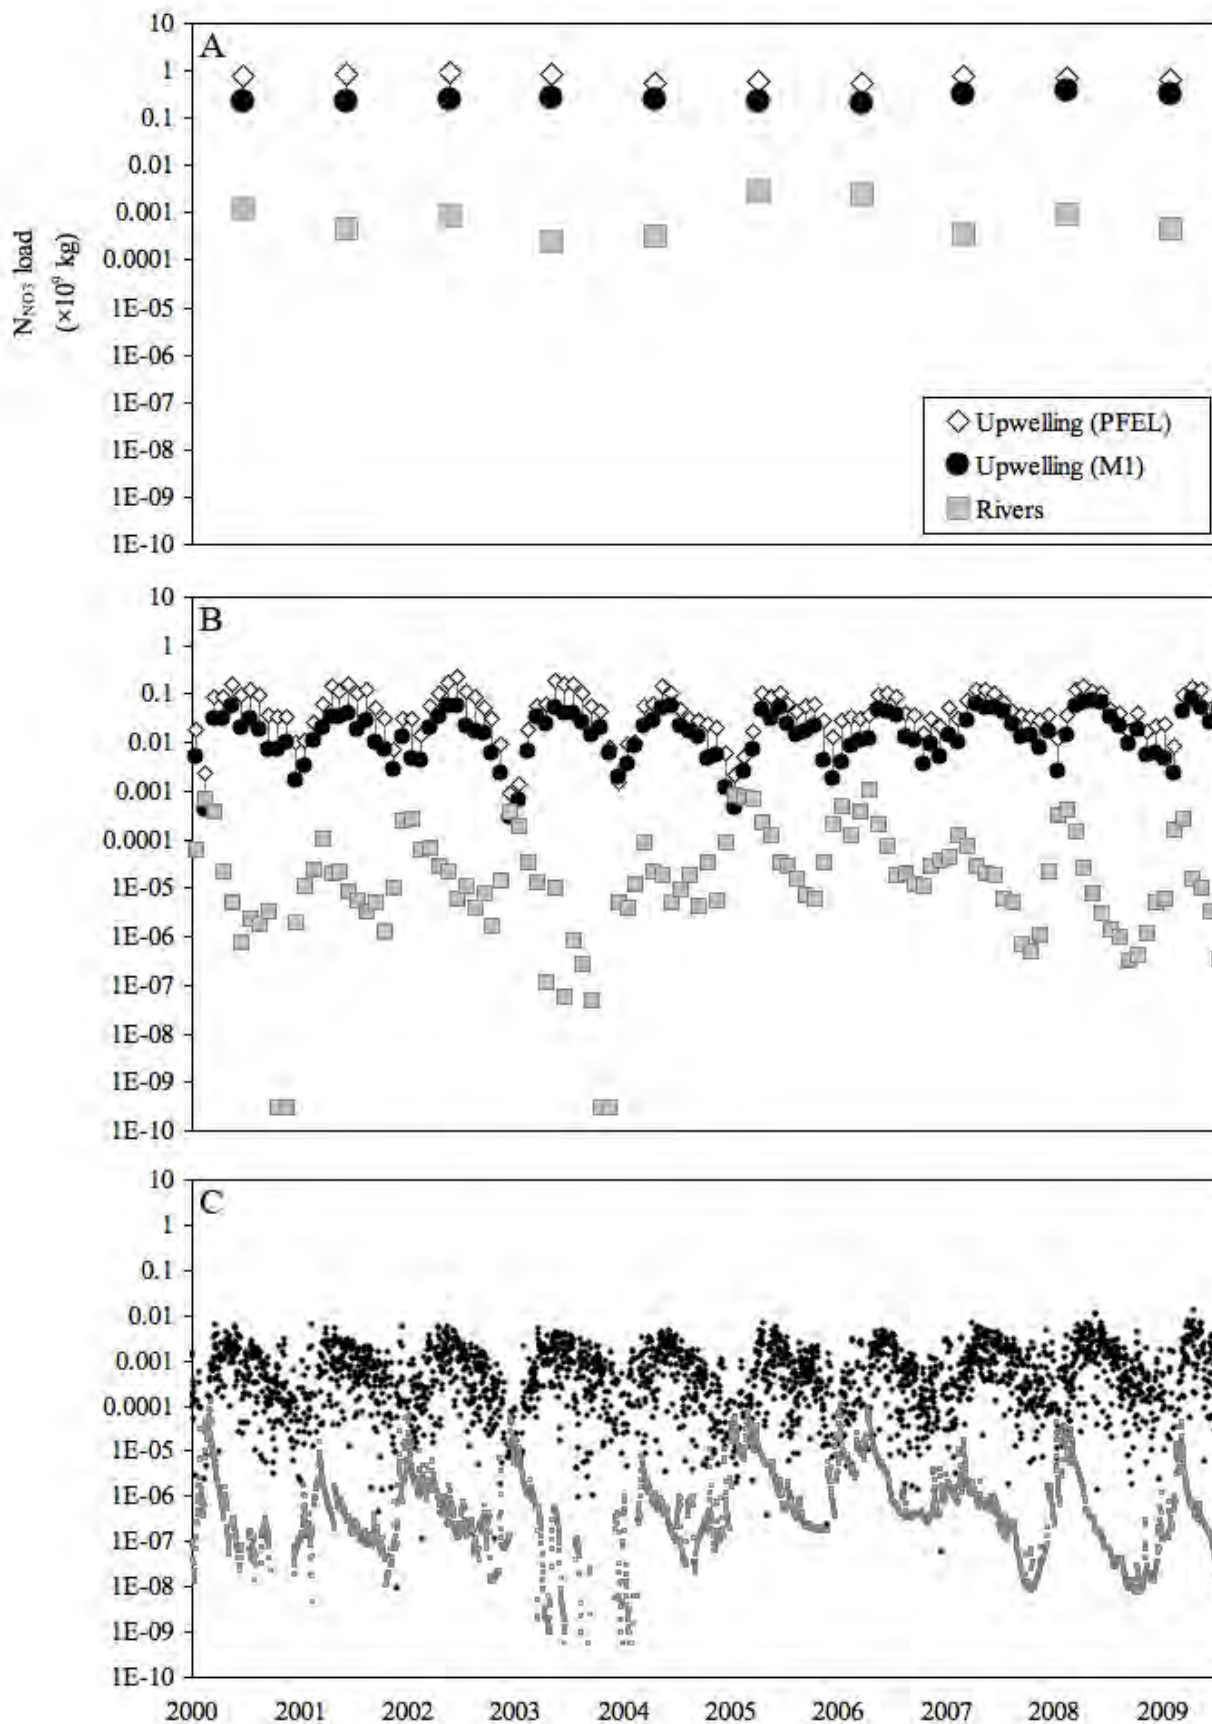 A
10
1
0.1
0.01
0.001
0.0001
1E-05
1E-06
1E-07
1E-08
1E-09
1E-10
N_NO3 load
(×10⁹ kg)
Upwelling (PFEL)
Upwelling (M1)
Rivers
B
10
1
0.1
0.01
0.001
0.0001
1E-05
1E-06
1E-07
1E-08
1E-09
1E-10
C
10
1
0.1
0.01
0.001
0.0001
1E-05
1E-06
1E-07
1E-08
1E-09
1E-10
2000 2001 2002 2003 2004 2005 2006 2007 2008 2009